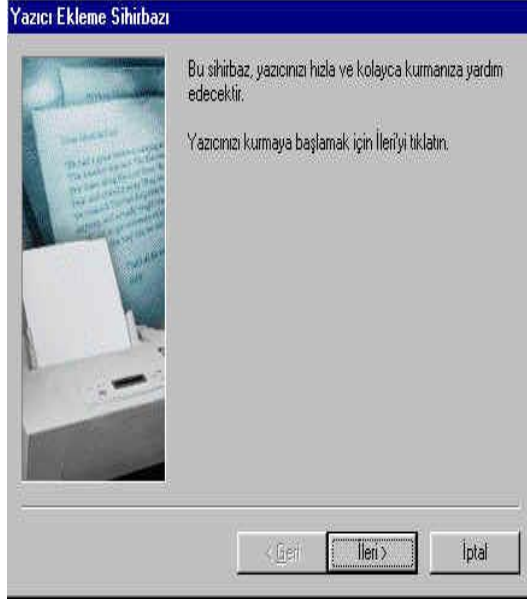 Yazıcı Ekleme Sihirbazı
Bu sihirbaz, yazıcınızı hızla ve kolayca kurmanıza yardım
edecektir.
Yazıcınızı kurmaya başlamak için İleri'yi tıklatın.
< Geri
İleri >
İptal